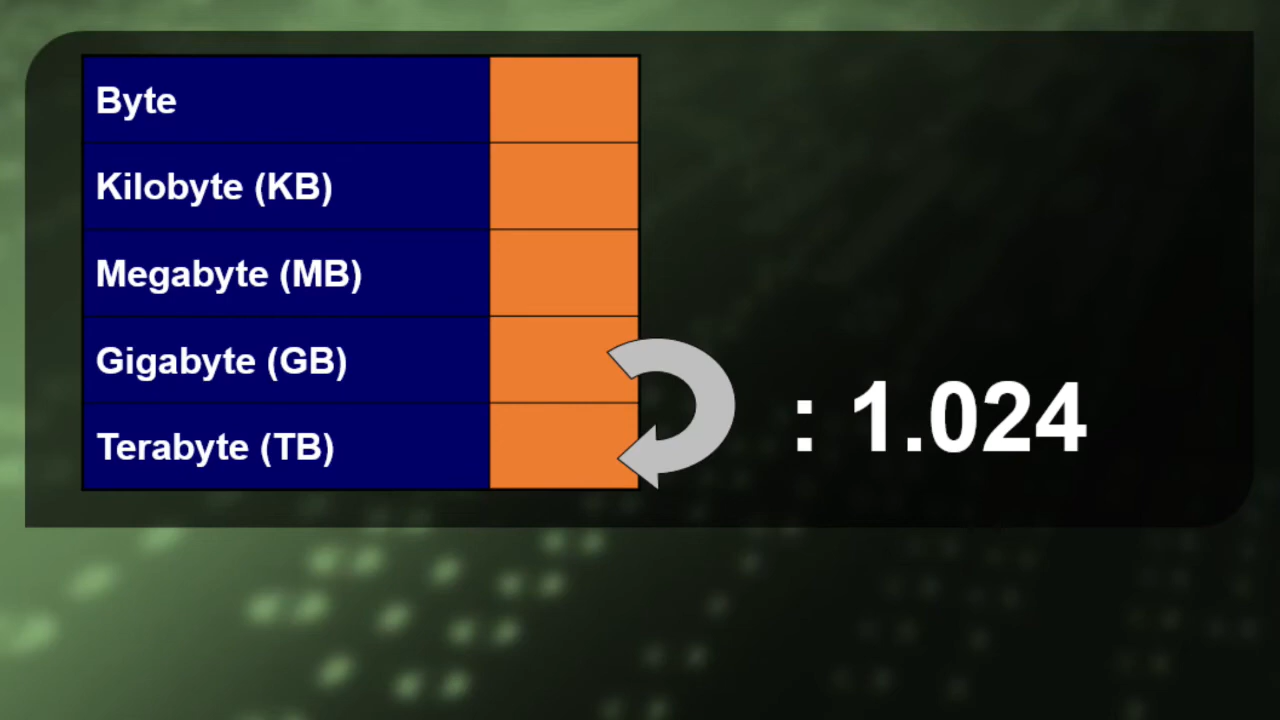 Byte
Kilobyte (KB)
Megabyte (MB)
Gigabyte (GB)
Terabyte (TB)
: 1.024